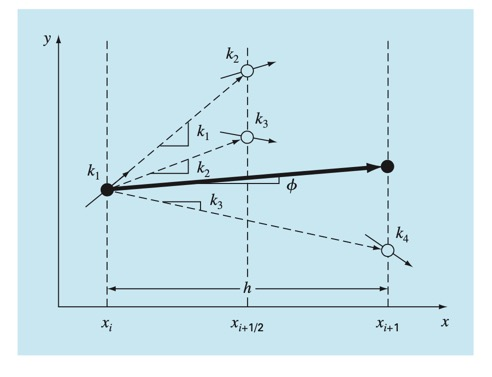 y
k₂
k₃
k₁
k₁
k₂
ϕ
k₃
k₄
h
xᵢ xᵢ₊₁/₂ xᵢ₊₁ x